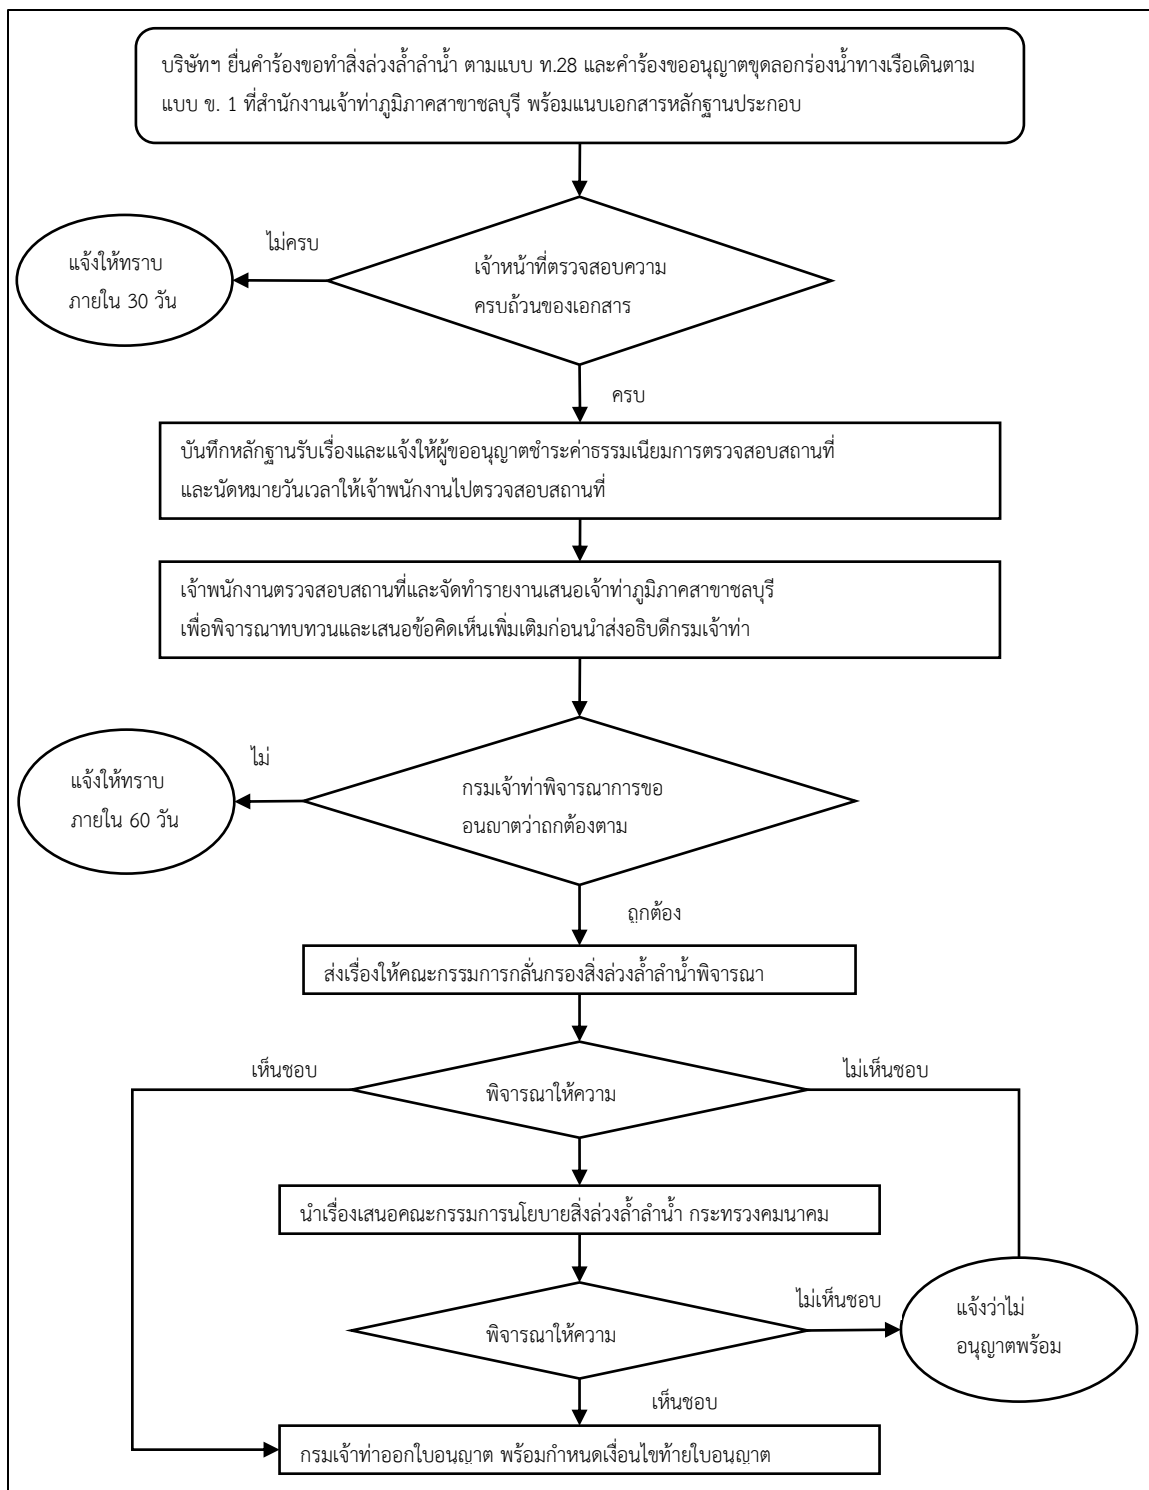 บริษัทฯ ยื่นคำร้องขอทำสิ่งล่วงล้ำลำน้ำ ตามแบบ ท.28 และคำร้องขออนุญาตขุดลอกร่องน้ำทางเรือเดินตาม
แบบ ข. 1 ที่สำนักงานเจ้าท่าภูมิภาคสาขาชลบุรี พร้อมแนบเอกสารหลักฐานประกอบ
ไม่ครบ
แจ้งให้ทราบ
ภายใน 30 วัน
เจ้าหน้าที่ตรวจสอบความ
ครบถ้วนของเอกสาร
ครบ
บันทึกหลักฐานรับเรื่องและแจ้งให้ผู้ขออนุญาตชำระค่าธรรมเนียมการตรวจสอบสถานที่
และนัดหมายวันเวลาให้เจ้าพนักงานไปตรวจสอบสถานที่
เจ้าพนักงานตรวจสอบสถานที่และจัดทำรายงานเสนอเจ้าท่าภูมิภาคสาขาชลบุรี
เพื่อพิจารณาทบทวนและเสนอข้อคิดเห็นเพิ่มเติมก่อนนำส่งอธิบดีกรมเจ้าท่า
ไม่
แจ้งให้ทราบ
ภายใน 60 วัน
กรมเจ้าท่าพิจารณาการขอ
อนุญาตว่าถูกต้องตาม
ถูกต้อง
ส่งเรื่องให้คณะกรรมการกลั่นกรองสิ่งล่วงล้ำลำน้ำพิจารณา
เห็นชอบ
ไม่เห็นชอบ
พิจารณาให้ความ
นำเรื่องเสนอคณะกรรมการนโยบายสิ่งล่วงล้ำลำน้ำ กระทรวงคมนาคม
ไม่เห็นชอบ
แจ้งว่าไม่
อนุญาตพร้อม
พิจารณาให้ความ
เห็นชอบ
กรมเจ้าท่าออกใบอนุญาต พร้อมกำหนดเงื่อนไขท้ายใบอนุญาต